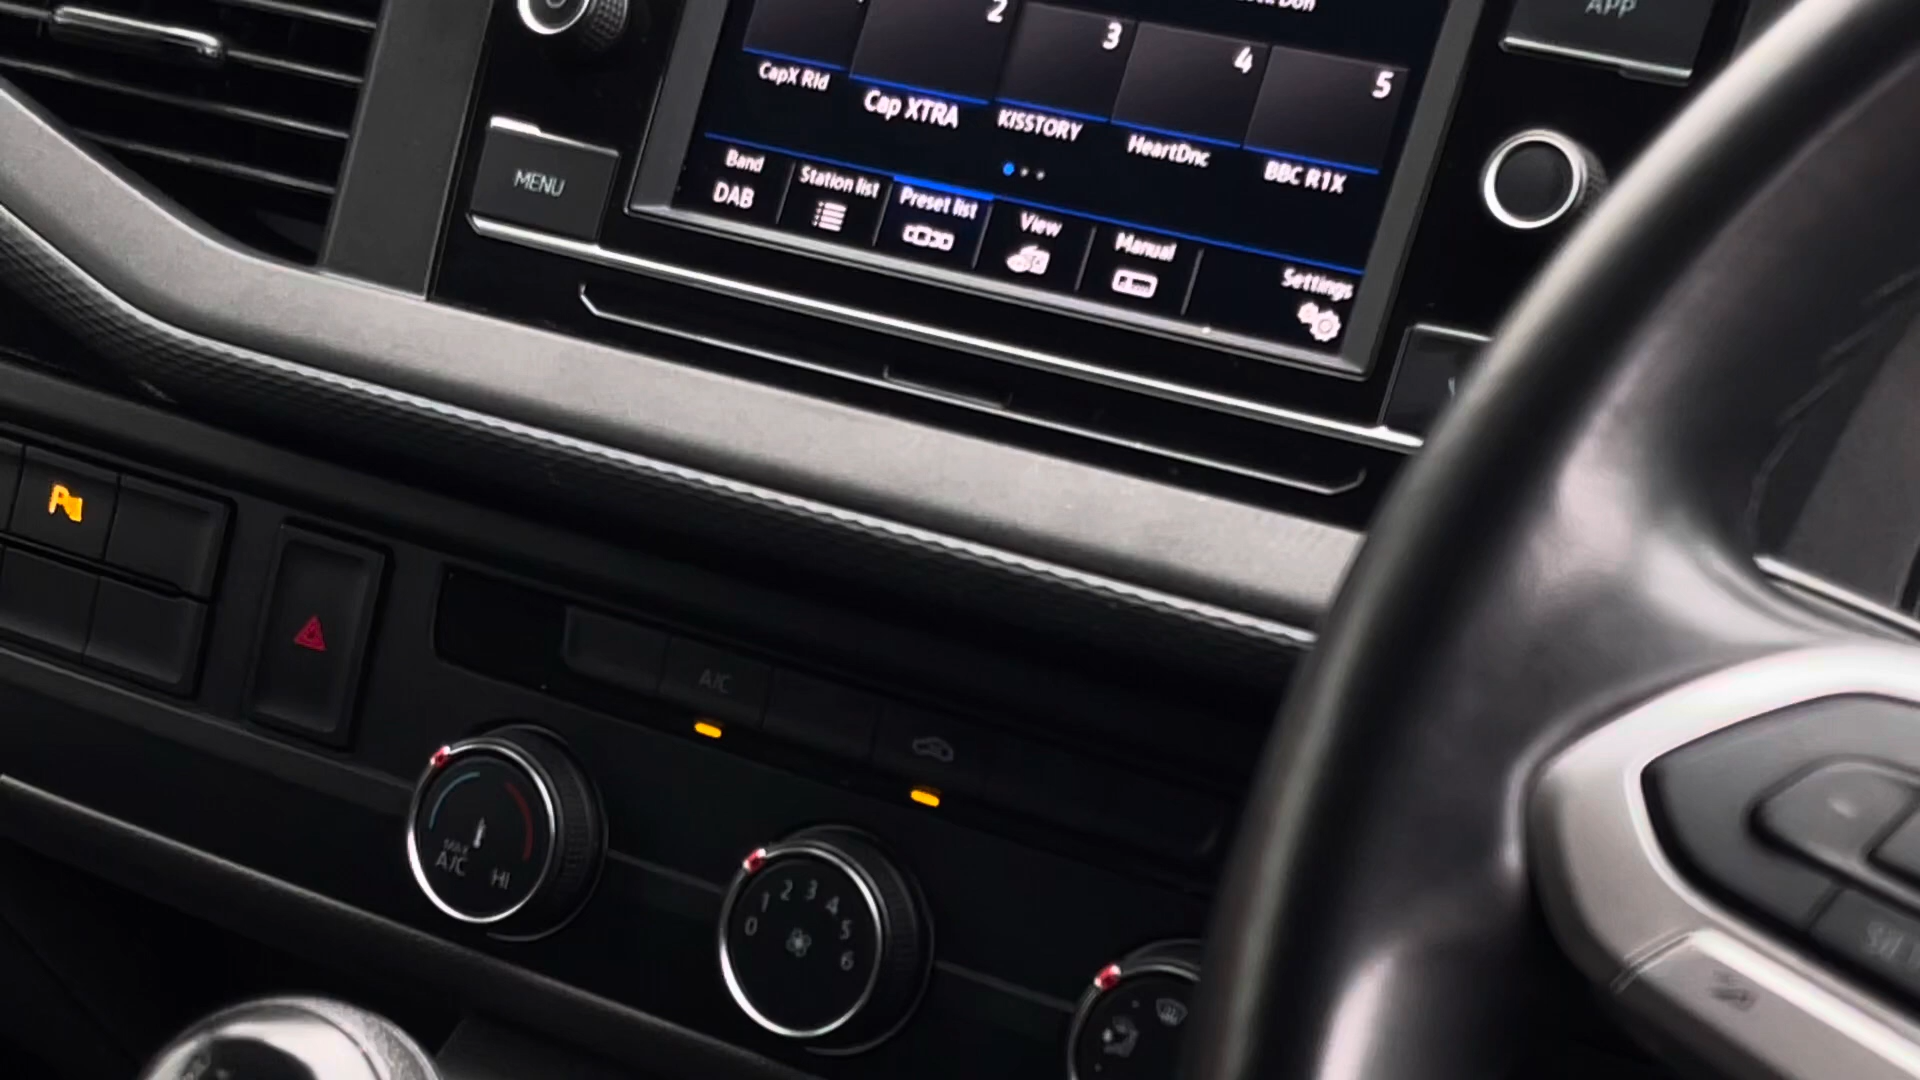 APP
2
3
4
5
CapX Rld
Cap XTRA
KISSTORY
HeartDnc
BBC R1X
MENU
Band
DAB
Station list
Preset list
View
Manual
Settings
P
A/C
MAX
A/C
HI
0 1 2 3 4 5 6